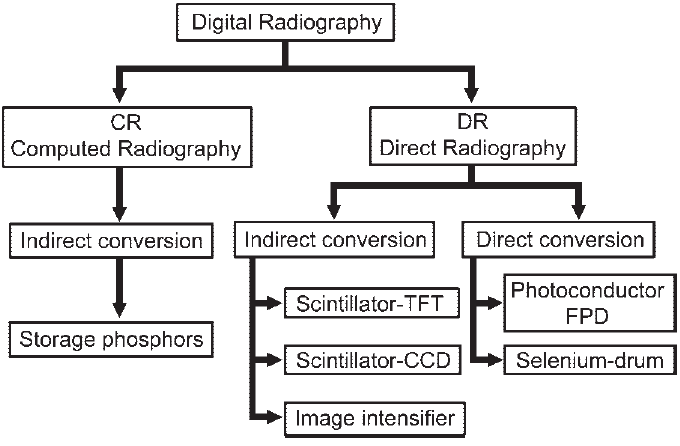 Digital Radiography
CR
Computed Radiography
DR
Direct Radiography
Indirect conversion
Indirect conversion
Direct conversion
Storage phosphors
Scintillator-TFT
Scintillator-CCD
Image intensifier
Photoconductor
FPD
Selenium-drum